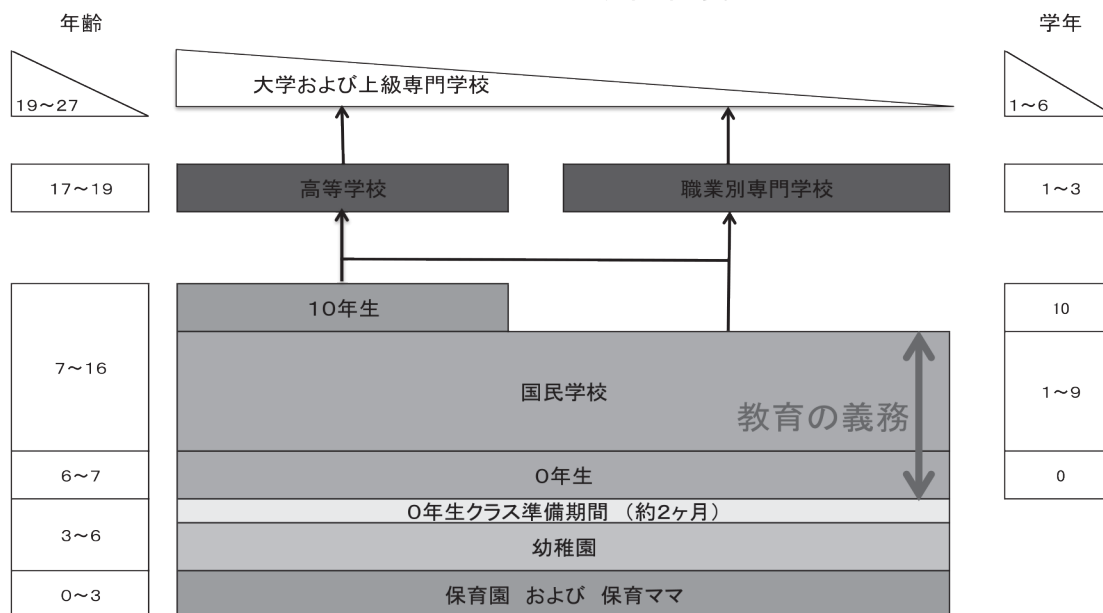 年齢
学年
19～27
大学および上級専門学校
1～6
17～19
高等学校
職業別専門学校
1～3
7～16
10年生
10
国民学校
1～9
教育の義務
6～7
0年生
0
3～6
0年生クラス準備期間 （約2ヶ月）
幼稚園
0～3
保育園 および 保育ママ